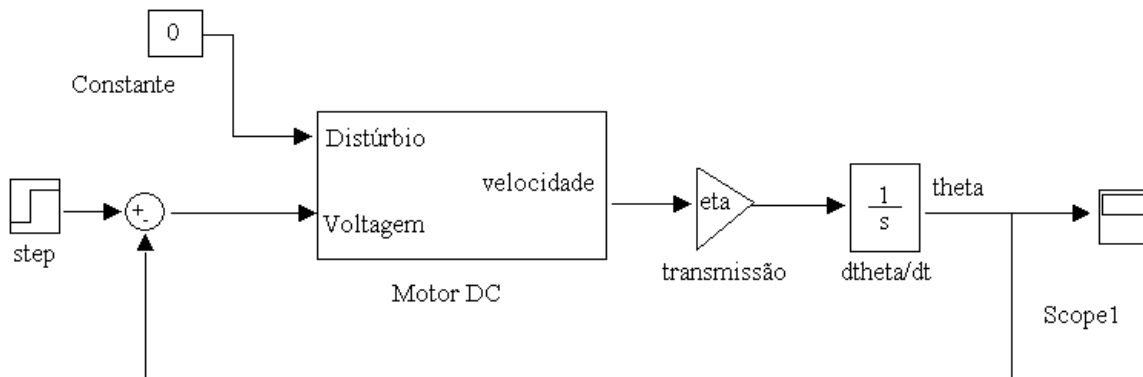 0
Constante
Distúrbio
velocidade
Voltagem
Motor DC
+
-
step
eta
transmissão
1
s
dtheta/dt
theta
Scope1